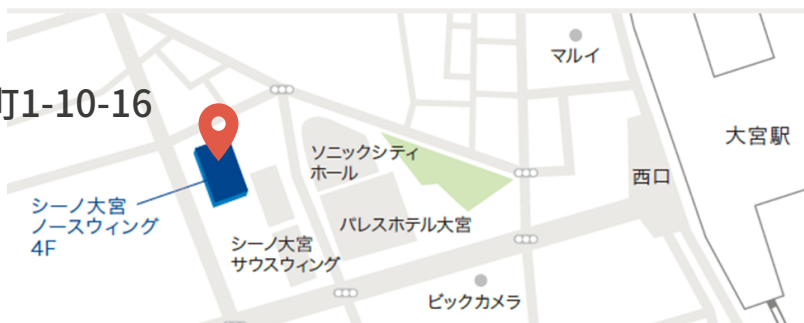 マルイ
町1-10-16
大宮駅
ソニックシティ
ホール
西口
シーノ大宮
ノースウィング
4F
パレスホテル大宮
シーノ大宮
サウスウィング
ビックカメラ